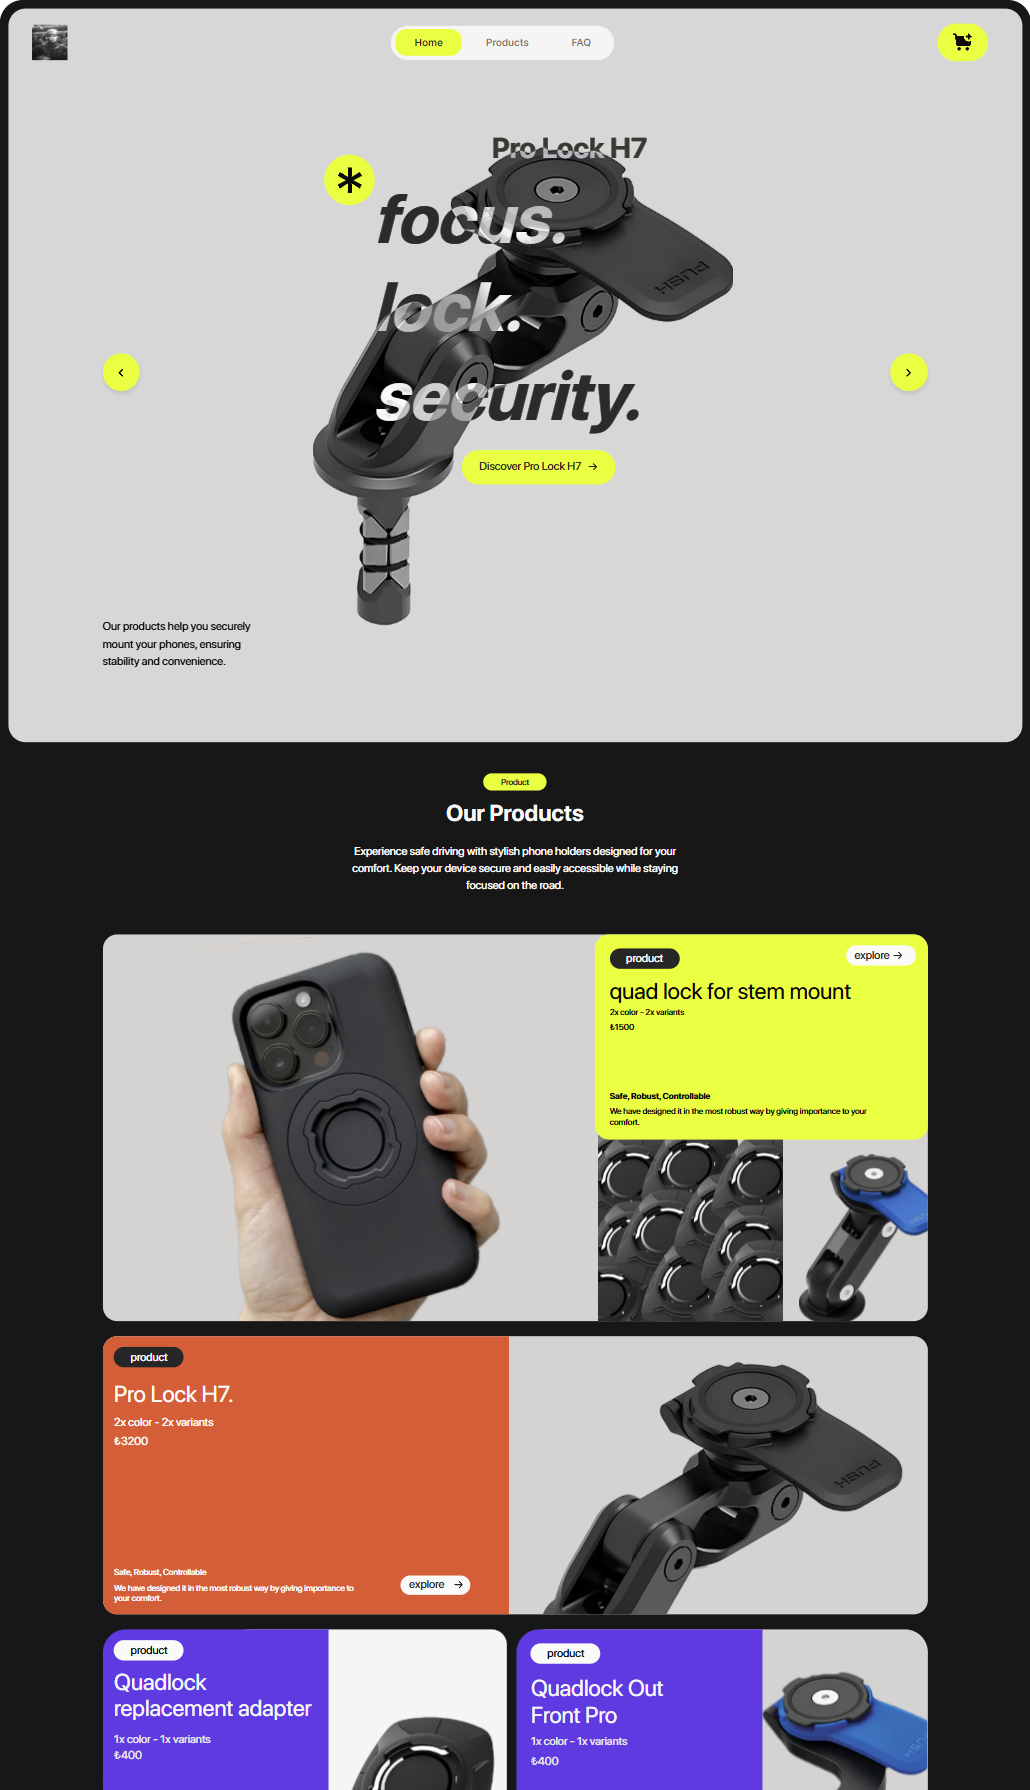 Home
Products
FAQ
Pro Lock H7
*
focus.
PUSH
lock.
security.
Discover Pro Lock H7 →
Our products help you securely
mount your phones, ensuring
stability and convenience.
Product
Our Products
Experience safe driving with stylish phone holders designed for your
comfort. Keep your device secure and easily accessible while staying
focused on the road.
product
explore →
quad lock for stem mount
2x color - 2x variants
₺1500
Safe, Robust, Controllable
We have designed it in the most robust way by giving importance to your
comfort.
product
Pro Lock H7.
2x color - 2x variants
₺3200
PUSH
Safe, Robust, Controllable
We have designed it in the most robust way by giving importance to
your comfort.
explore →
product
Quadlock
replacement adapter
1x color - 1x variants
₺400
product
Quadlock Out
Front Pro
1x color - 1x variants
₺400